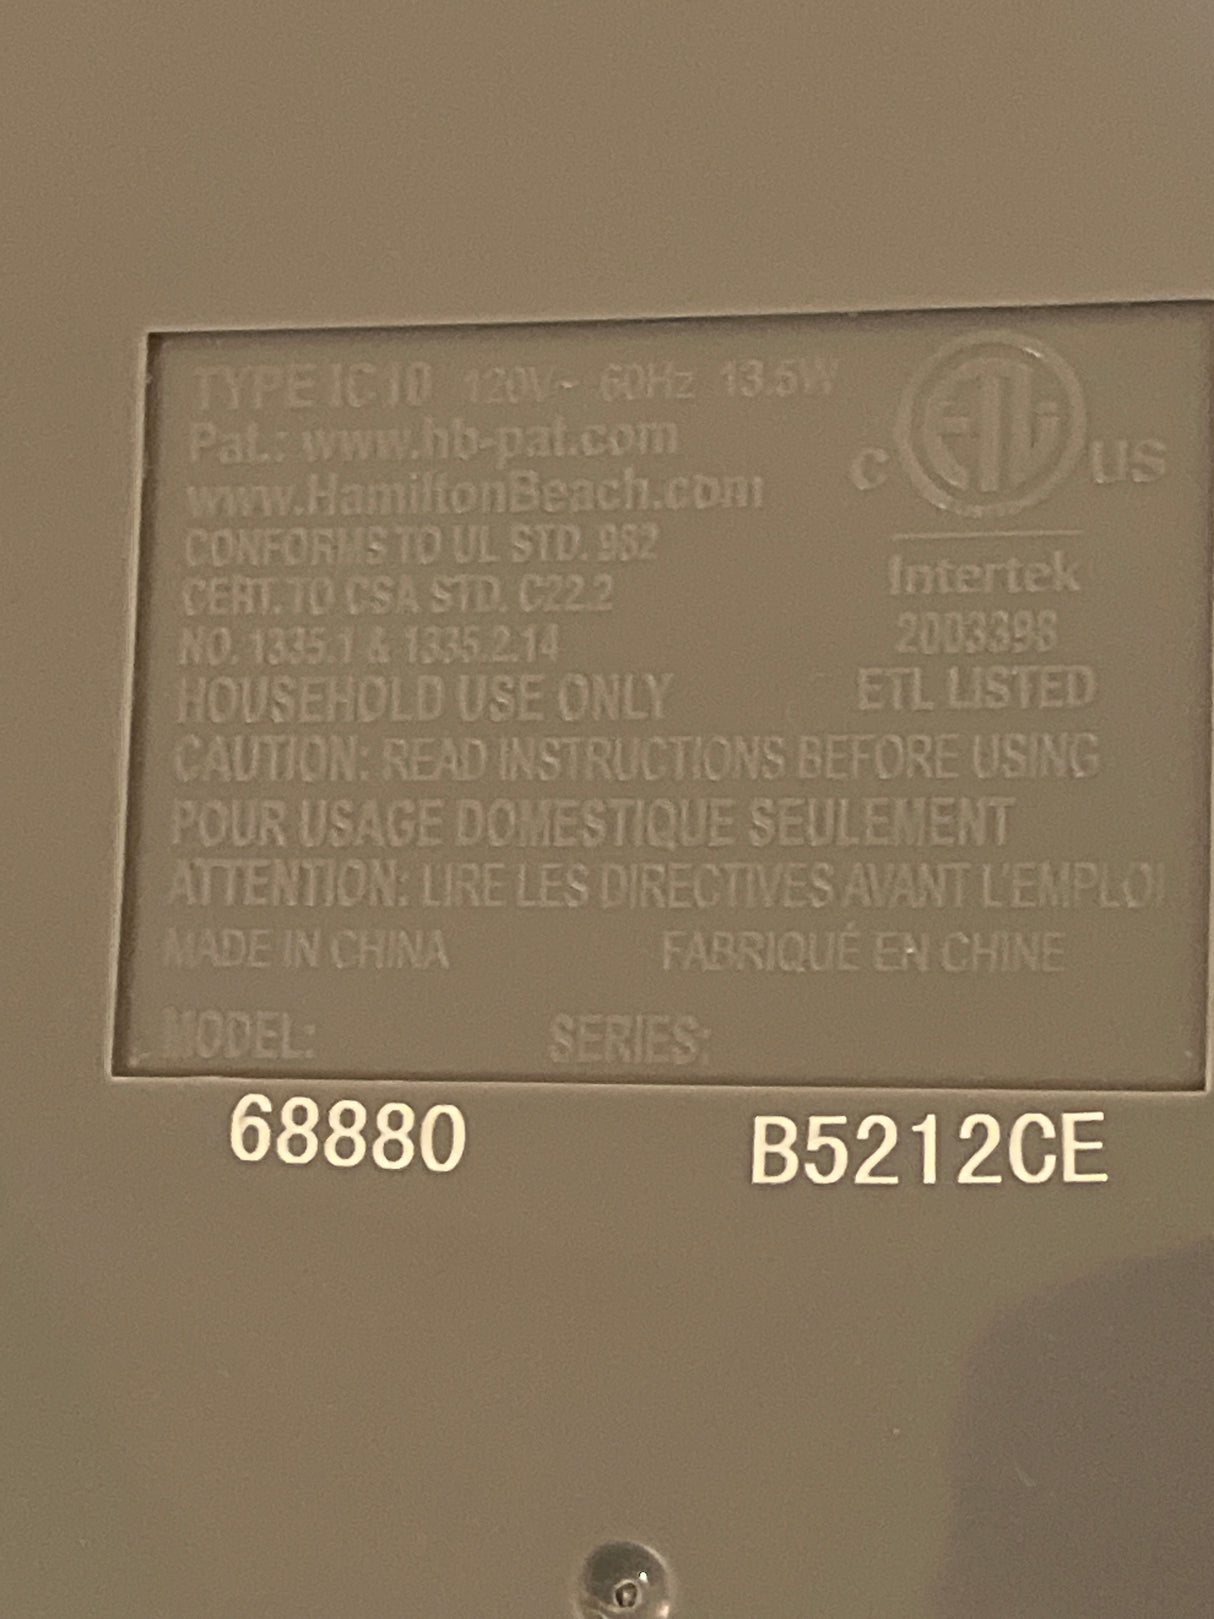 TYPE IC10 120V~ 60Hz 13.5W
Pat.: www.hb-pat.com
www.HamiltonBeach.com
CONFORMS TO UL STD. 982
CERT. TO CSA STD. C22.2
NO. 1335.1 & 1335.2.14
HOUSEHOLD USE ONLY
c ETL us
Intertek
2003398
ETL LISTED
CAUTION: READ INSTRUCTIONS BEFORE USING
POUR USAGE DOMESTIQUE SEULEMENT
ATTENTION: LIRE LES DIRECTIVES AVANT L'EMPLOI
MADE IN CHINA FABRIQUÉ EN CHINE
MODEL: SERIES:
68880 B5212CE